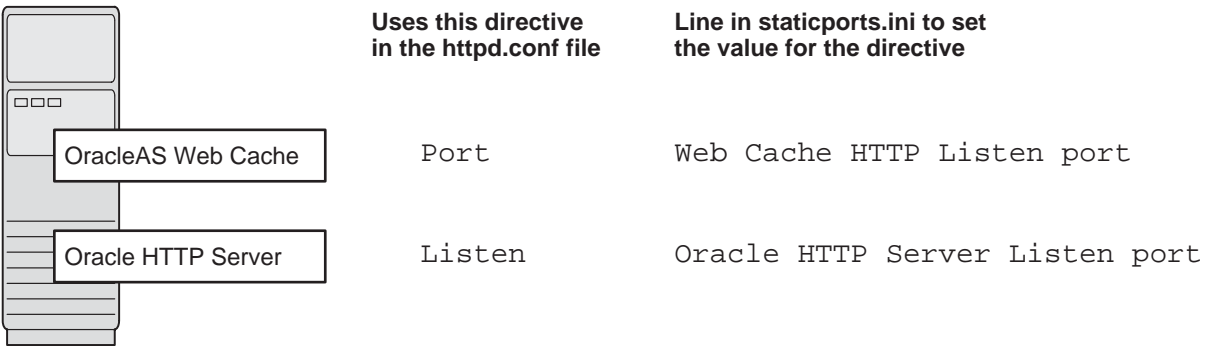 Uses this directive
in the httpd.conf file
Line in staticports.ini to set
the value for the directive
OracleAS Web Cache
Port
Web Cache HTTP Listen port
Oracle HTTP Server
Listen
Oracle HTTP Server Listen port